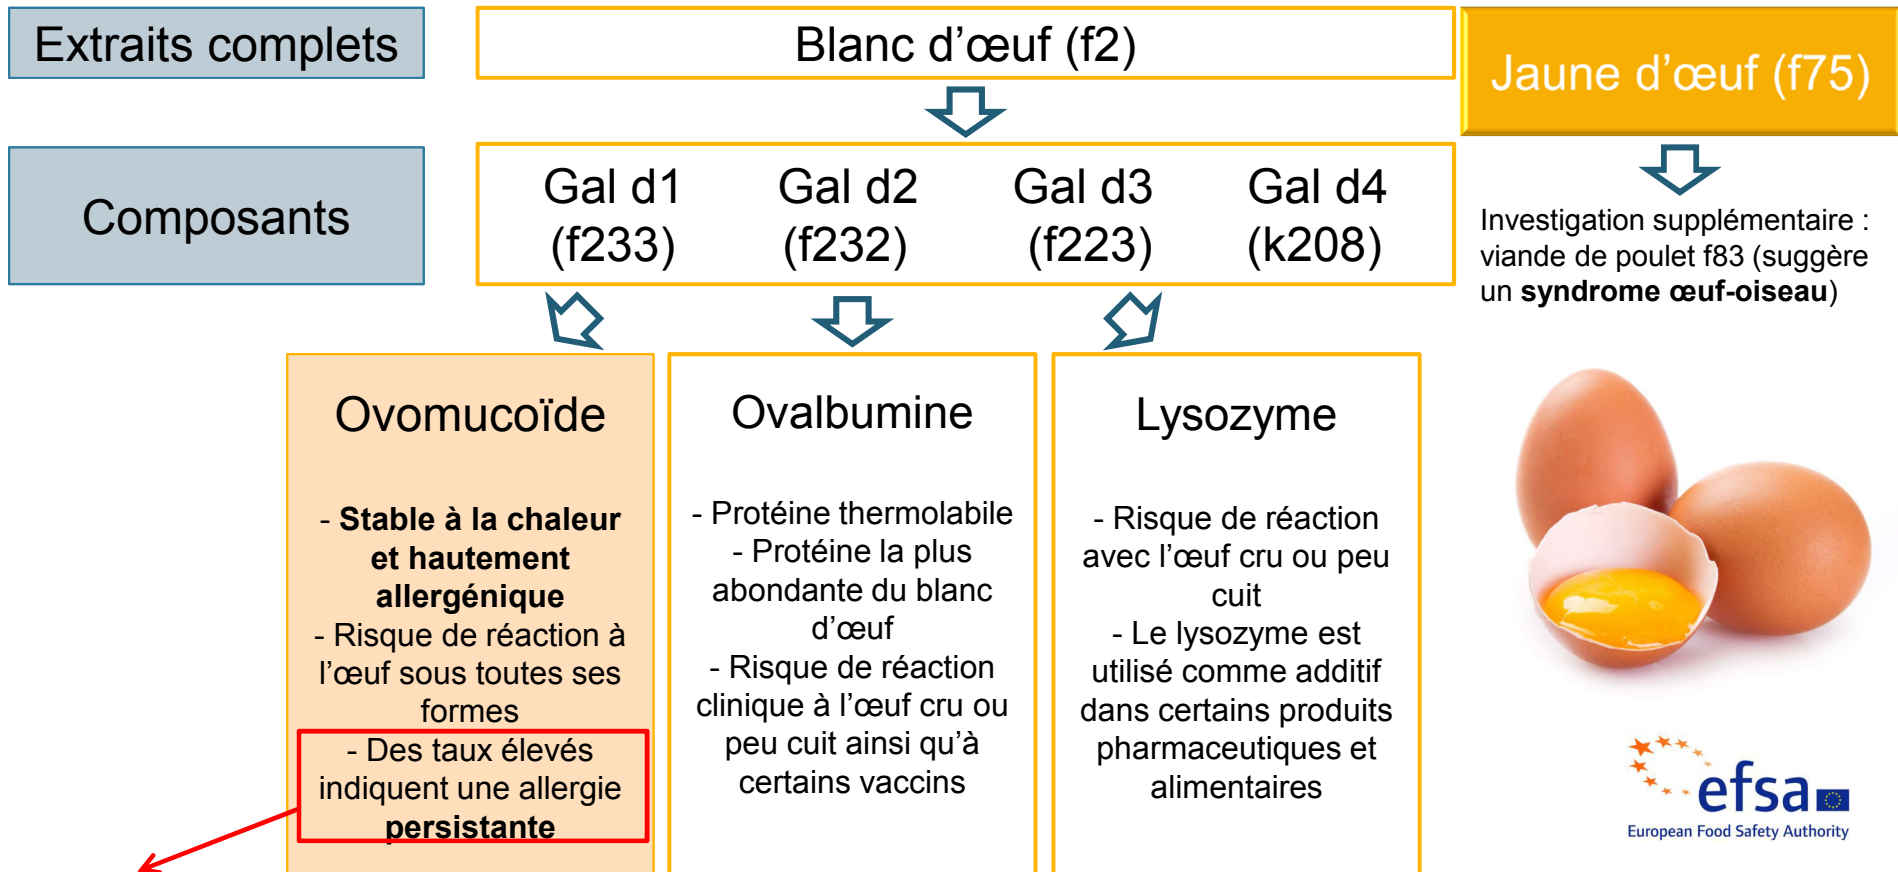 Extraits complets
Blanc d’œuf (f2)
Jaune d’œuf (f75)
Composants
Gal d1
(f233)
Gal d2
(f232)
Gal d3
(f223)
Gal d4
(k208)
Investigation supplémentaire :
viande de poulet f83 (suggère
un syndrome œuf-oiseau)
Ovomucoïde
- Stable à la chaleur
et hautement
allergénique
- Risque de réaction à
l’œuf sous toutes ses
formes
- Des taux élevés
indiquent une allergie
persistante
Ovalbumine
- Protéine thermolabile
- Protéine la plus
abondante du blanc
d’œuf
- Risque de réaction
clinique à l’œuf cru ou
peu cuit ainsi qu’à
certains vaccins
Lysozyme
- Risque de réaction
avec l’œuf cru ou peu
cuit
- Le lysozyme est
utilisé comme additif
dans certains produits
pharmaceutiques et
alimentaires
efsa
European Food Safety Authority